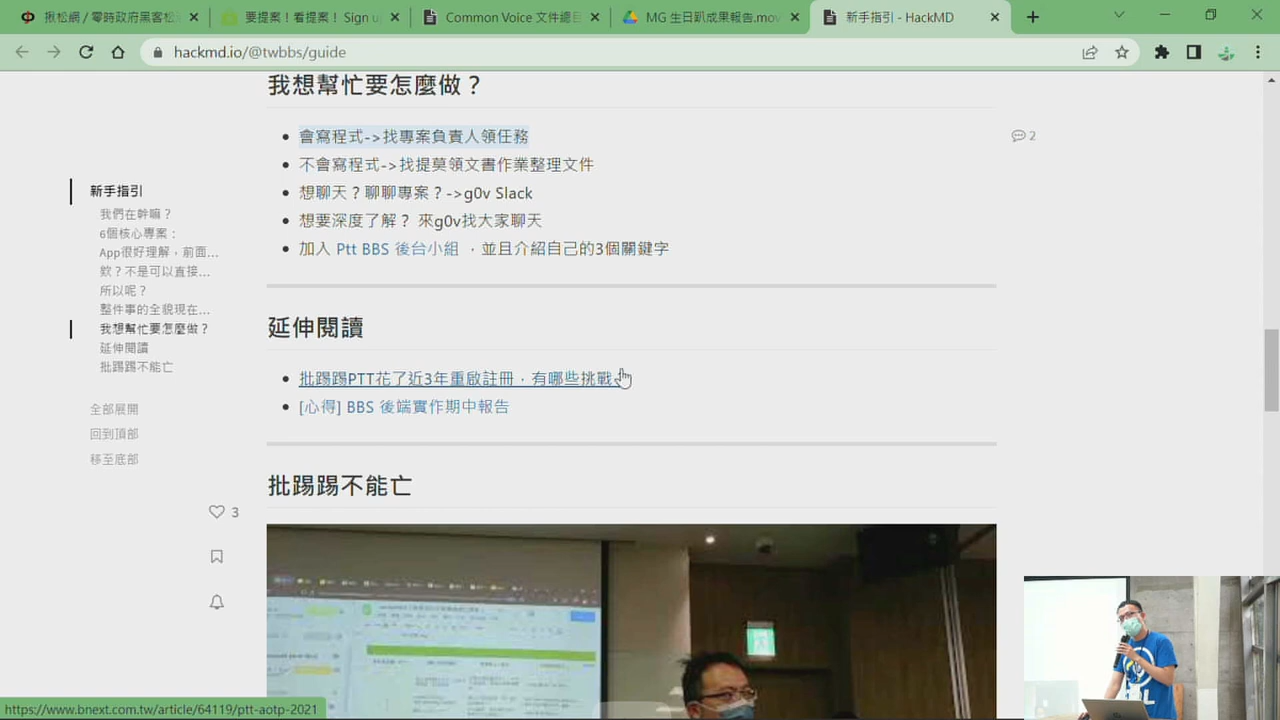 揪松網 / 零時政府黑客松
要提案！看提案！ Sign u
Common Voice 文件總目
MG 生日趴成果報告.mov
新手指引 - HackMD
hackmd.io/@twbbs/guide
我想幫忙要怎麼做？
會寫程式->找專案負責人領任務
2
不會寫程式->找提莫領文書作業整理文件
想聊天？聊聊專案？->g0v Slack
想要深度了解？ 來g0v找大家聊天
加入 Ptt BBS 後台小組 ，並且介紹自己的3個關鍵字
新手指引
我們在幹嘛？
6個核心專案：
App很好理解，前面...
欸？不是可以直接...
所以呢？
整件事的全貌現在...
我想幫忙要怎麼做？
延伸閱讀
批踢踢不能亡
全部展開
回到頂部
移至底部
3
延伸閱讀
批踢踢PTT花了近3年重啟註冊，有哪些挑戰
[心得] BBS 後端實作期中報告
批踢踢不能亡
https://www.bnext.com.tw/article/64119/ptt-aotp-2021